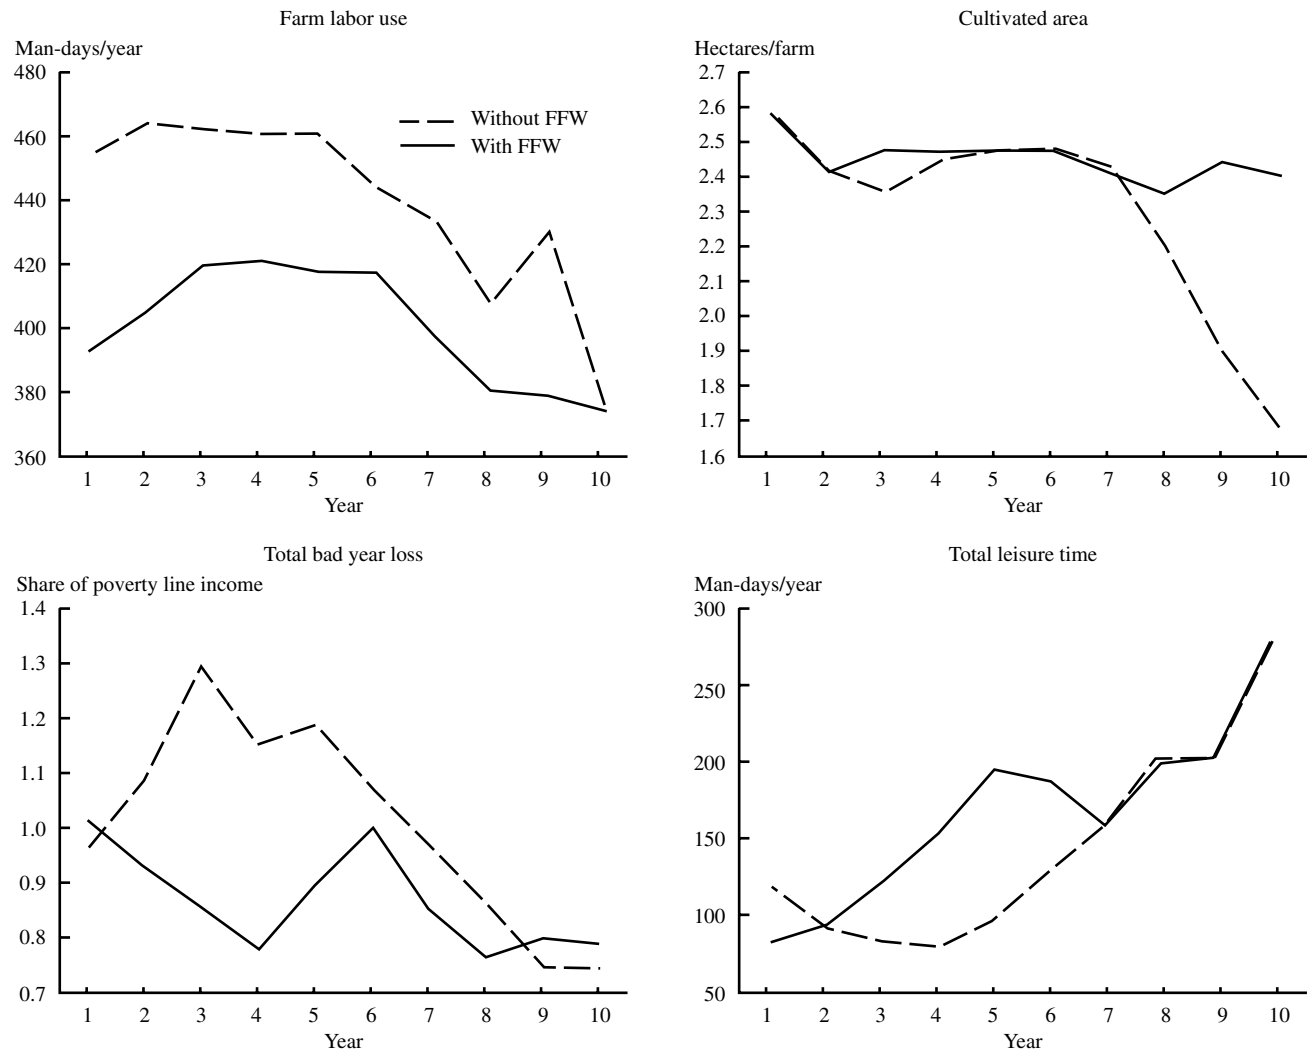 Farm labor use
Man-days/year
480
460
440
420
400
380
360
Without FFW
With FFW
1 2 3 4 5 6 7 8 9 10
Year
Cultivated area
Hectares/farm
2.7
2.6
2.5
2.4
2.3
2.2
2.1
2.0
1.9
1.8
1.7
1.6
1 2 3 4 5 6 7 8 9 10
Year
Total bad year loss
Share of poverty line income
1.4
1.3
1.2
1.1
1.0
0.9
0.8
0.7
1 2 3 4 5 6 7 8 9 10
Year
Total leisure time
Man-days/year
300
250
200
150
100
50
1 2 3 4 5 6 7 8 9 10
Year